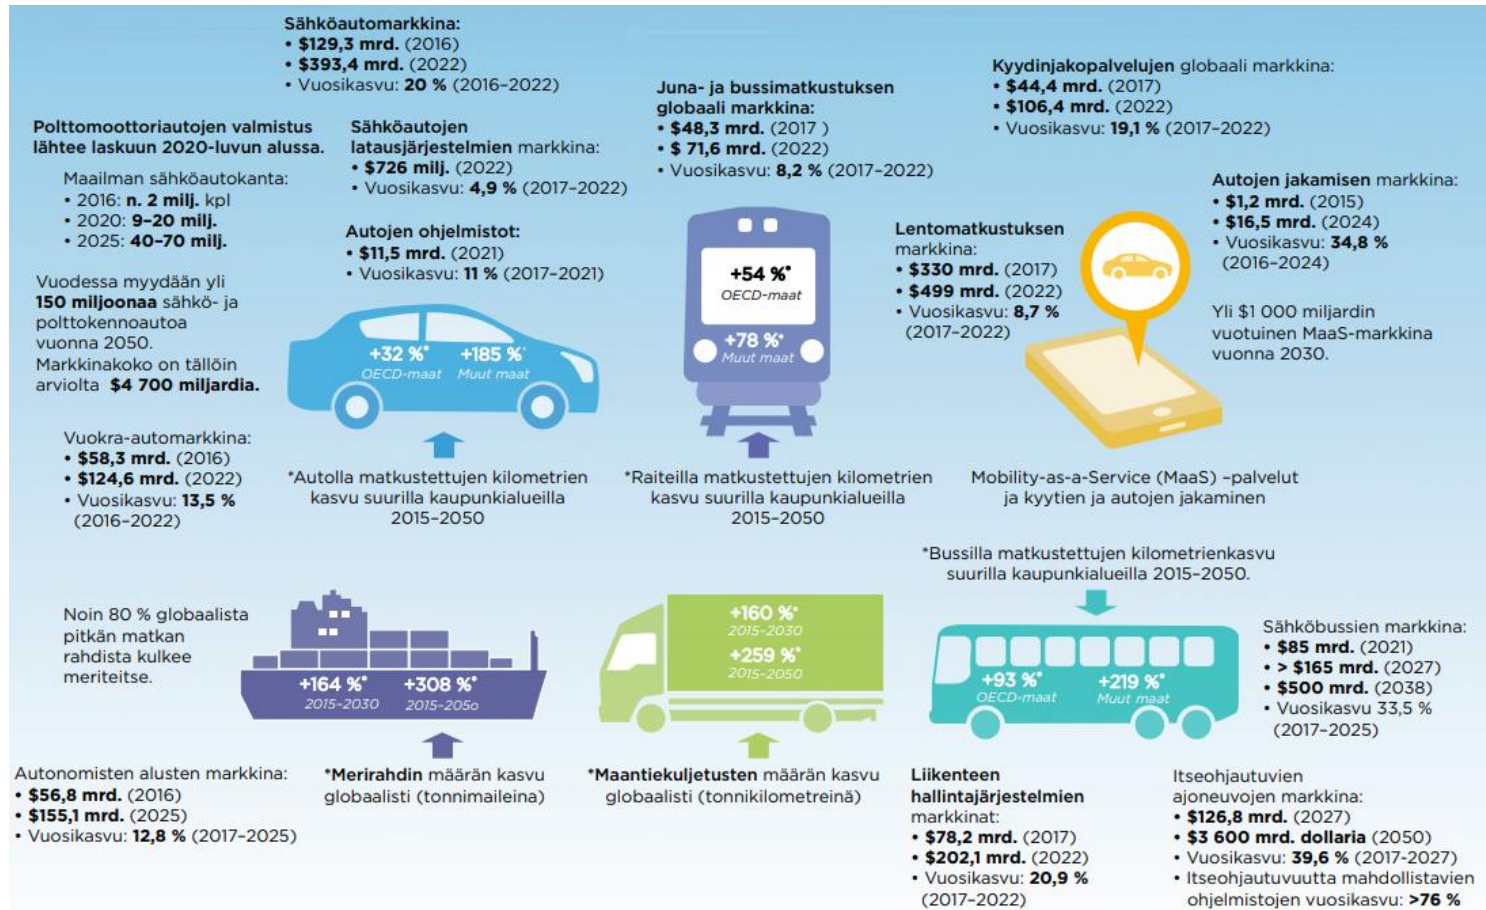 Sähköautomarkkina:
• $129,3 mrd. (2016)
• $393,4 mrd. (2022)
• Vuosikasvu: 20 % (2016–2022)
Polttomoottoriautojen valmistus
lähtee laskuun 2020-luvun alussa.
Maailman sähköautokanta:
• 2016: n. 2 milj. kpl
• 2020: 9–20 milj.
• 2025: 40–70 milj.
Vuodessa myydään yli
150 miljoonaa sähkö- ja
polttokennoautoa
vuonna 2050.
Markkinakoko on tällöin
arviolta $4 700 miljardia.
Vuokra-automarkkina:
• $58,3 mrd. (2016)
• $124,6 mrd. (2022)
• Vuosikasvu: 13,5 %
(2016–2022)
Sähköautojen
latausjärjestelmien markkina:
• $726 milj. (2022)
• Vuosikasvu: 4,9 % (2017–2022)
Autojen ohjelmistot:
• $11,5 mrd. (2021)
• Vuosikasvu: 11 % (2017–2021)
+32 %* +185 %*
OECD-maat Muut maat
*Autolla matkustettujen kilometrien
kasvu suurilla kaupunkialueilla
2015–2050
Juna- ja bussimatkustuksen
globaali markkina:
• $48,3 mrd. (2017 )
• $ 71,6 mrd. (2022)
• Vuosikasvu: 8,2 % (2017–2022)
+54 %*
OECD-maat
+78 %*
Muut maat
*Raiteilla matkustettujen kilometrien
kasvu suurilla kaupunkialueilla
2015–2050
Kyydinjakopalvelujen globaali markkina:
• $44,4 mrd. (2017)
• $106,4 mrd. (2022)
• Vuosikasvu: 19,1 % (2017–2022)
Lentomatkustuksen
markkina:
• $330 mrd. (2017)
• $499 mrd. (2022)
• Vuosikasvu: 8,7 %
(2017–2022)
Autojen jakamisen markkina:
• $1,2 mrd. (2015)
• $16,5 mrd. (2024)
• Vuosikasvu: 34,8 %
(2016–2024)
Yli $1 000 miljardin
vuotuinen MaaS-markkina
vuonna 2030.
Mobility-as-a-Service (MaaS) –palvelut
ja kyytien ja autojen jakaminen
Noin 80 % globaalista
pitkän matkan
rahdista kulkee
meriteitse.
+164 %* +308 %*
2015–2030 2015–205o
Autonomisten alusten markkina:
• $56,8 mrd. (2016)
• $155,1 mrd. (2025)
• Vuosikasvu: 12,8 % (2017–2025)
*Merirahdin määrän kasvu
globaalisti (tonnimaileina)
+160 %*
2015–2030
+259 %*
2015–2050
*Maantiekuljetusten määrän kasvu
globaalisti (tonnikilometreinä)
*Bussilla matkustettujen kilometrienkasvu
suurilla kaupunkialueilla 2015–2050.
+93 %* +219 %*
OECD-maat Muut maat
Sähköbussien markkina:
• $85 mrd. (2021)
• > $165 mrd. (2027)
• $500 mrd. (2038)
• Vuosikasvu 33,5 %
(2017–2025)
Liikenteen
hallintajärjestelmien
markkinat:
• $78,2 mrd. (2017)
• $202,1 mrd. (2022)
• Vuosikasvu: 20,9 %
(2017–2022)
Itseohjautuvien
ajoneuvojen markkina:
• $126,8 mrd. (2027)
• $3 600 mrd. dollaria (2050)
• Vuosikasvu: 39,6 % (2017-2027)
• Itseohjautuvuutta mahdollistavien
ohjelmistojen vuosikasvu: >76 %